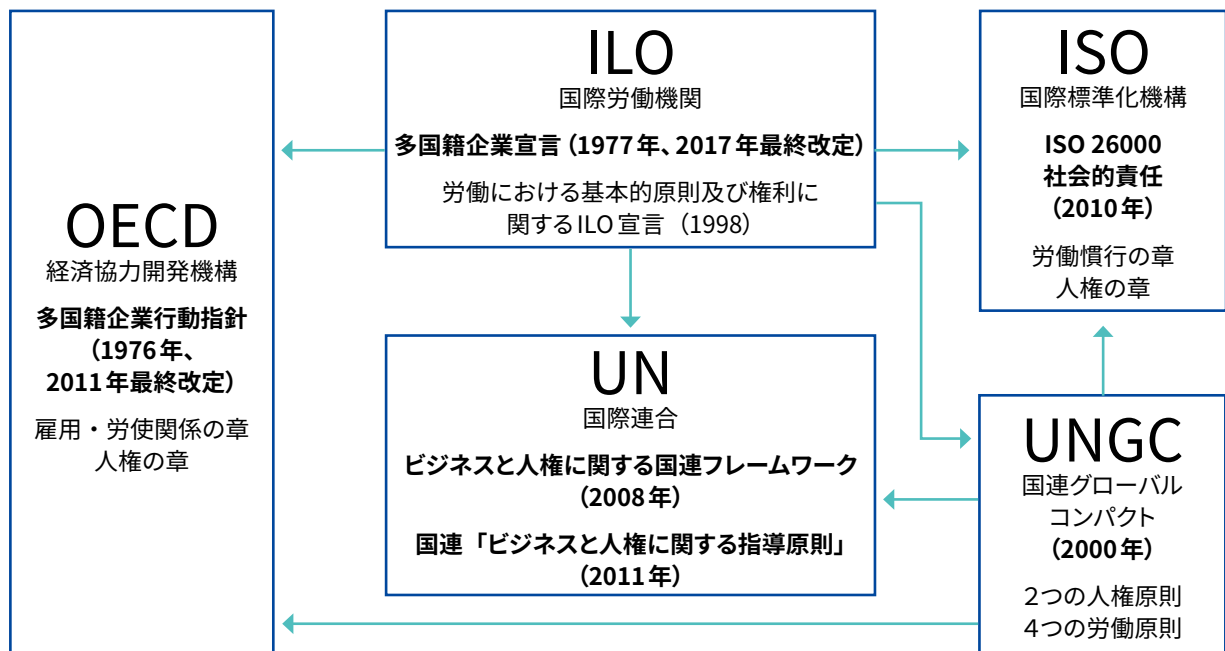 OECD
経済協力開発機構
多国籍企業行動指針
（1976年、
2011年最終改定）
雇用・労使関係の章
人権の章
ILO
国際労働機関
多国籍企業宣言（1977年、2017年最終改定）
労働における基本的原則及び権利に
関するILO宣言（1998）
UN
国際連合
ビジネスと人権に関する国連フレームワーク
（2008年）
国連「ビジネスと人権に関する指導原則」
（2011年）
ISO
国際標準化機構
ISO 26000
社会的責任
（2010年）
労働慣行の章
人権の章
UNGC
国連グローバル
コンパクト
（2000年）
２つの人権原則
４つの労働原則